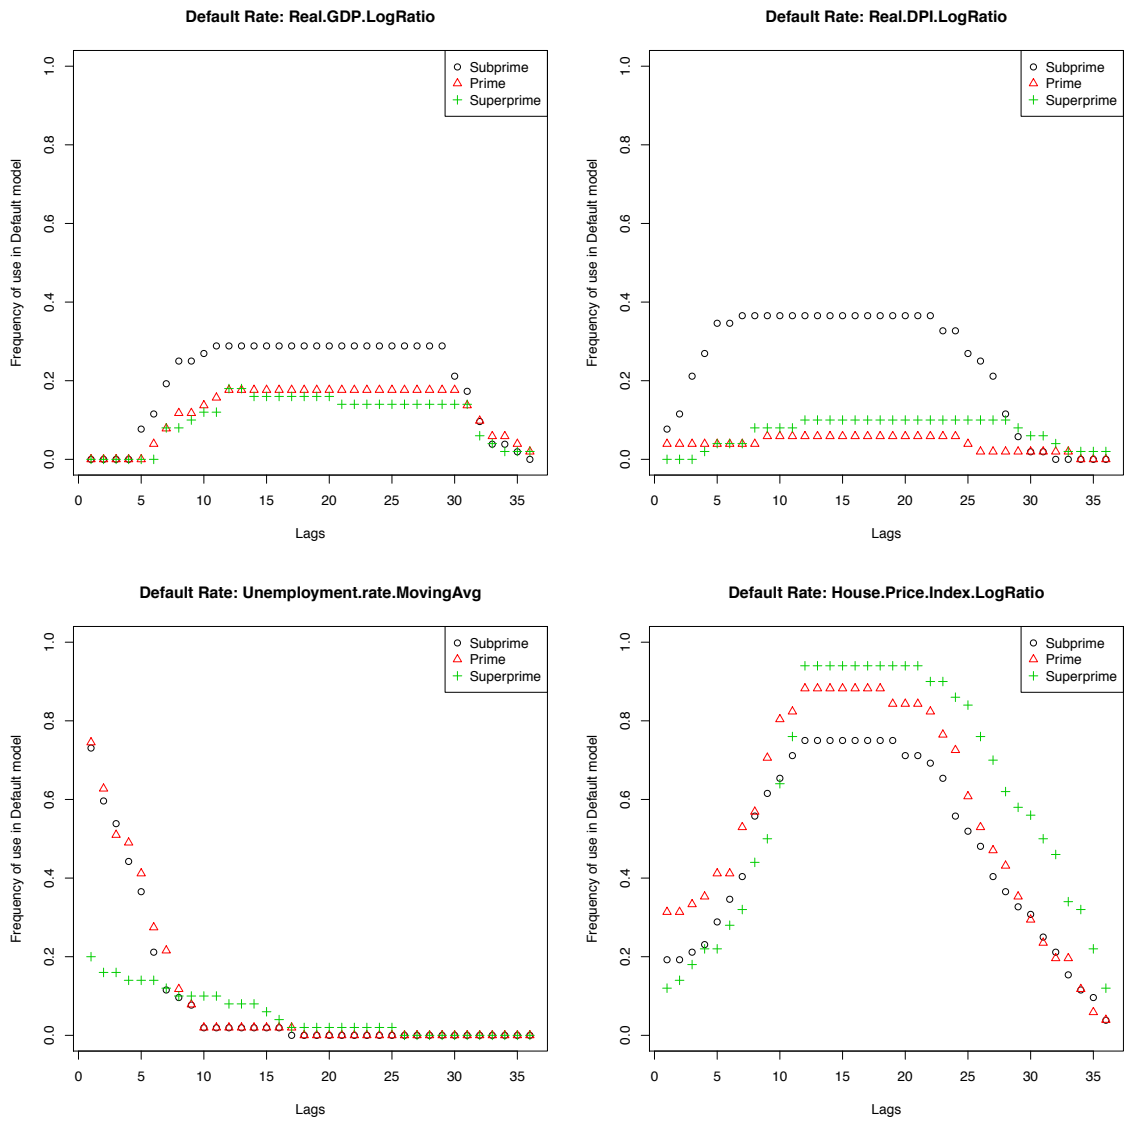 Default Rate: Real.GDP.LogRatio
Frequency of use in Default model
1.0
0.8
0.6
0.4
0.2
0.0
Subprime
Prime
Superprime
0 5 10 15 20 25 30 35
Lags
Default Rate: Real.DPI.LogRatio
Frequency of use in Default model
1.0
0.8
0.6
0.4
0.2
0.0
Subprime
Prime
Superprime
0 5 10 15 20 25 30 35
Lags
Default Rate: Unemployment.rate.MovingAvg
Frequency of use in Default model
1.0
0.8
0.6
0.4
0.2
0.0
Subprime
Prime
Superprime
0 5 10 15 20 25 30 35
Lags
Default Rate: House.Price.Index.LogRatio
Frequency of use in Default model
1.0
0.8
0.6
0.4
0.2
0.0
Subprime
Prime
Superprime
0 5 10 15 20 25 30 35
Lags